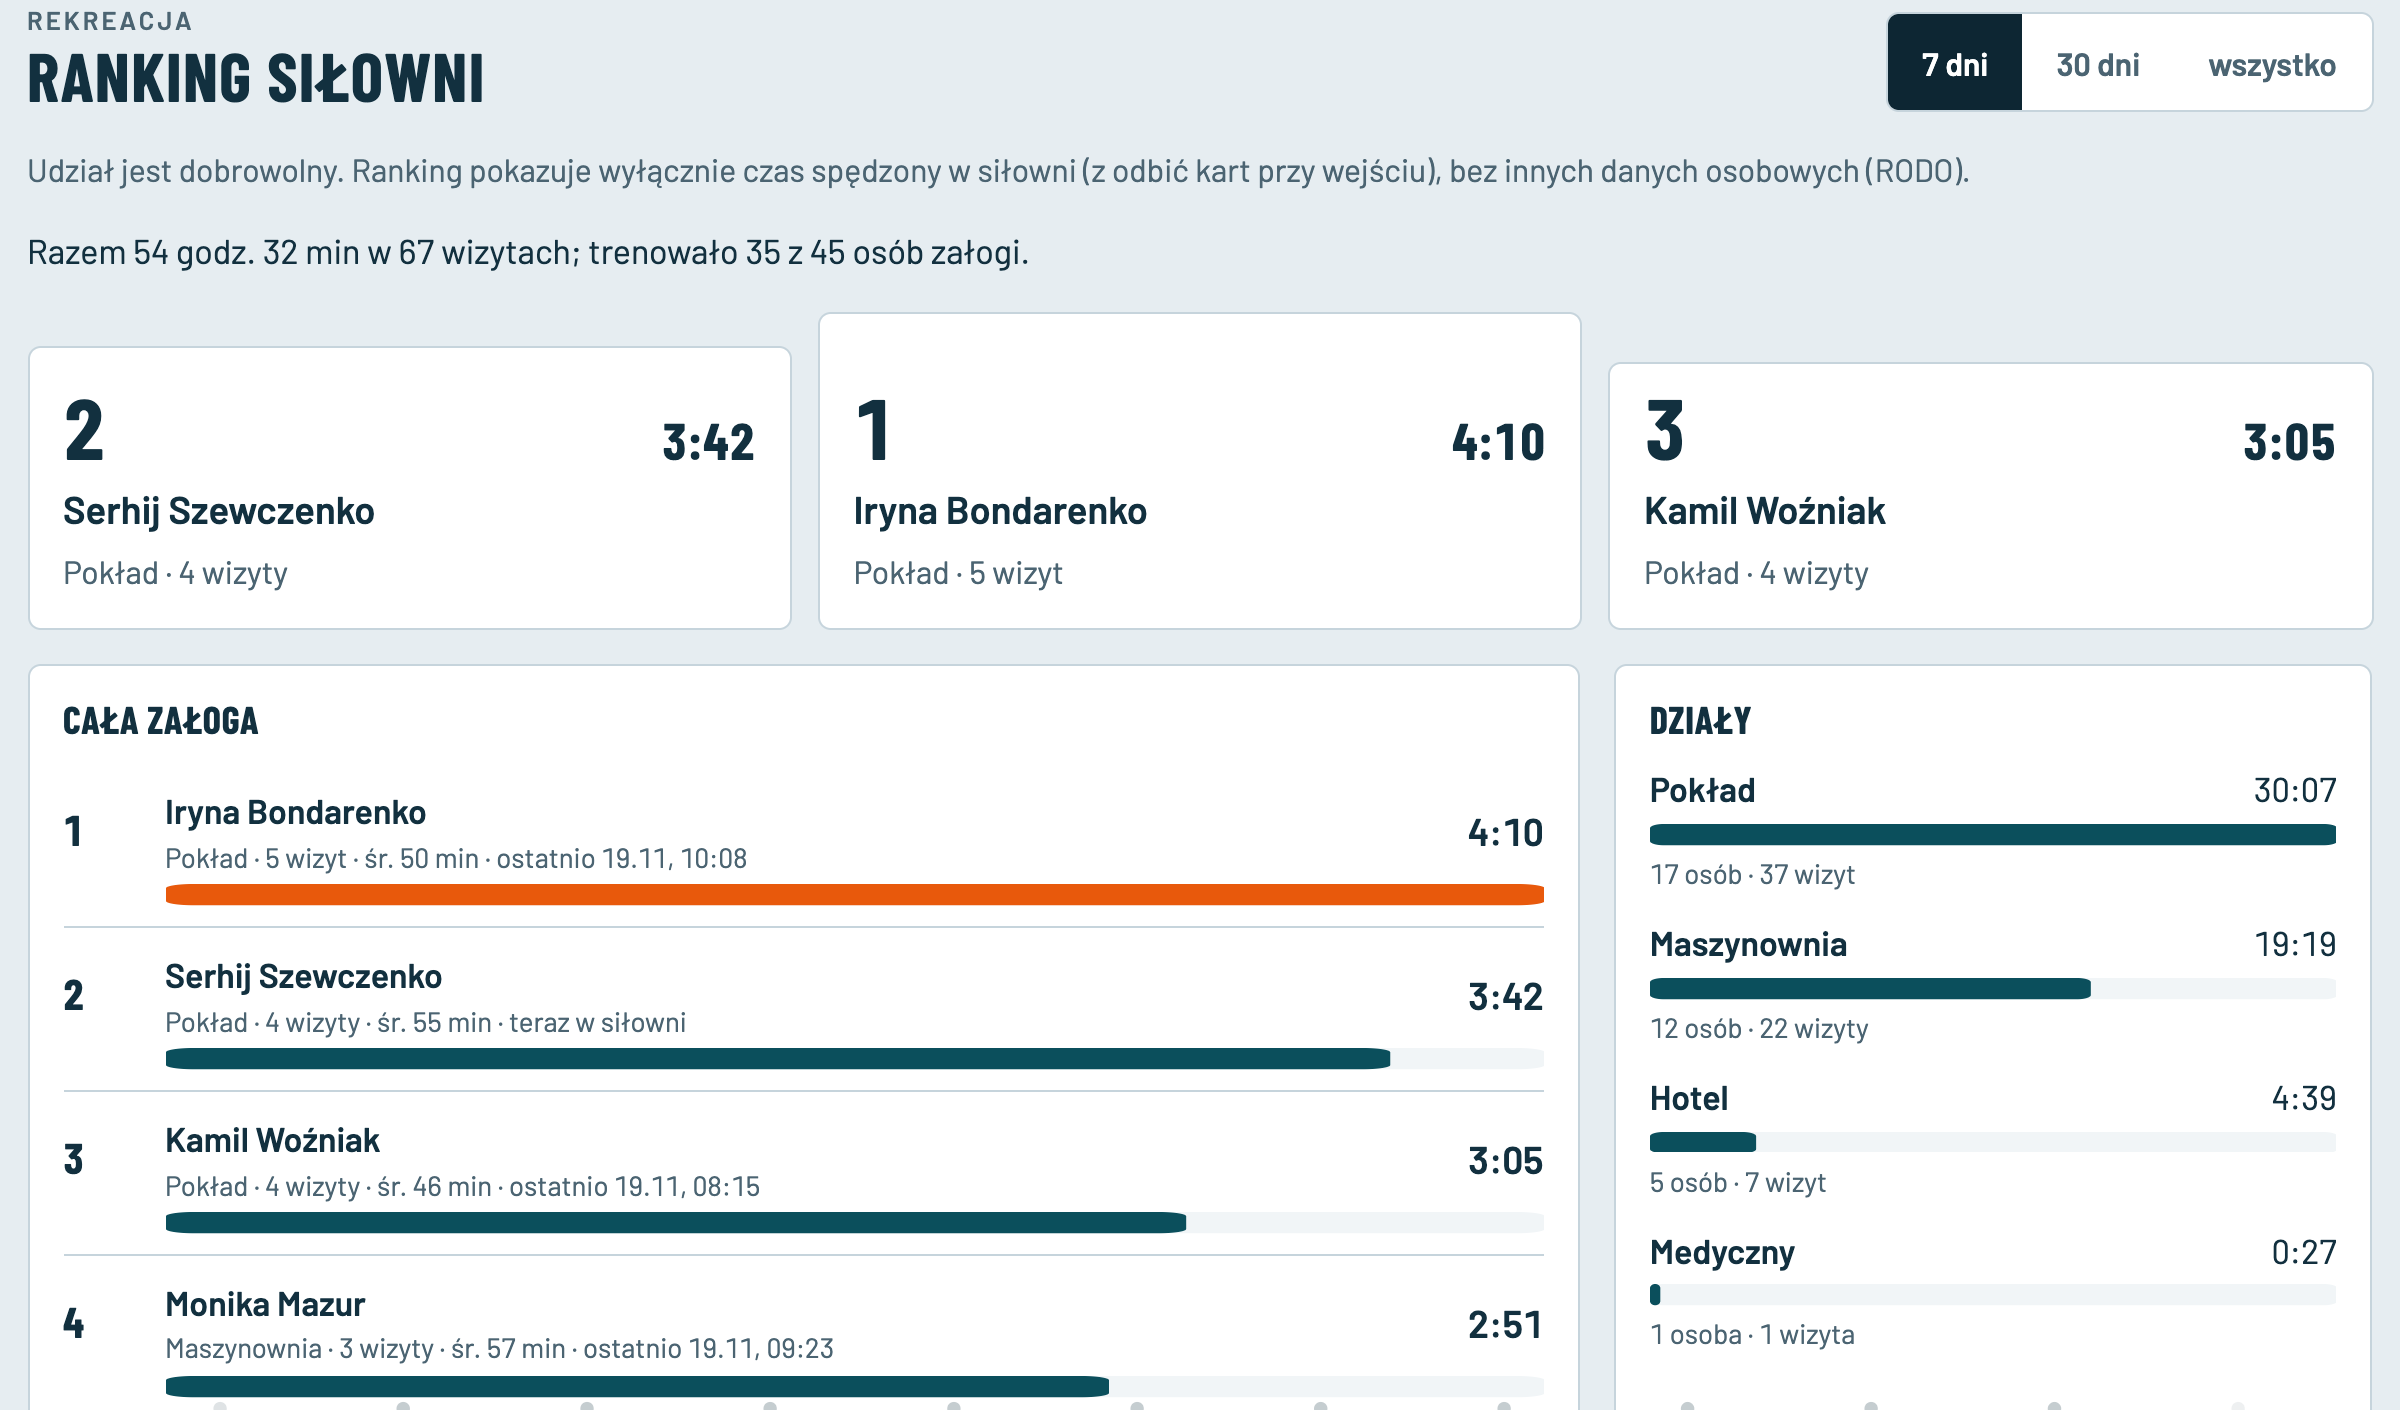 REKREACJA
RANKING SIŁOWNI
7 dni
30 dni
wszystko
Udział jest dobrowolny. Ranking pokazuje wyłącznie czas spędzony w siłowni (z odbić kart przy wejściu), bez innych danych osobowych (RODO).
Razem 54 godz. 32 min w 67 wizytach; trenowało 35 z 45 osób załogi.
2
3:42
Serhij Szewczenko
Pokład · 4 wizyty
1
4:10
Iryna Bondarenko
Pokład · 5 wizyt
3
3:05
Kamil Woźniak
Pokład · 4 wizyty
CAŁA ZAŁOGA
1
Iryna Bondarenko
4:10
Pokład · 5 wizyt · śr. 50 min · ostatnio 19.11, 10:08
2
Serhij Szewczenko
3:42
Pokład · 4 wizyty · śr. 55 min · teraz w siłowni
3
Kamil Woźniak
3:05
Pokład · 4 wizyty · śr. 46 min · ostatnio 19.11, 08:15
4
Monika Mazur
2:51
Maszynownia · 3 wizyty · śr. 57 min · ostatnio 19.11, 09:23
DZIAŁY
Pokład
30:07
17 osób · 37 wizyt
Maszynownia
19:19
12 osób · 22 wizyty
Hotel
4:39
5 osób · 7 wizyt
Medyczny
0:27
1 osoba · 1 wizyta